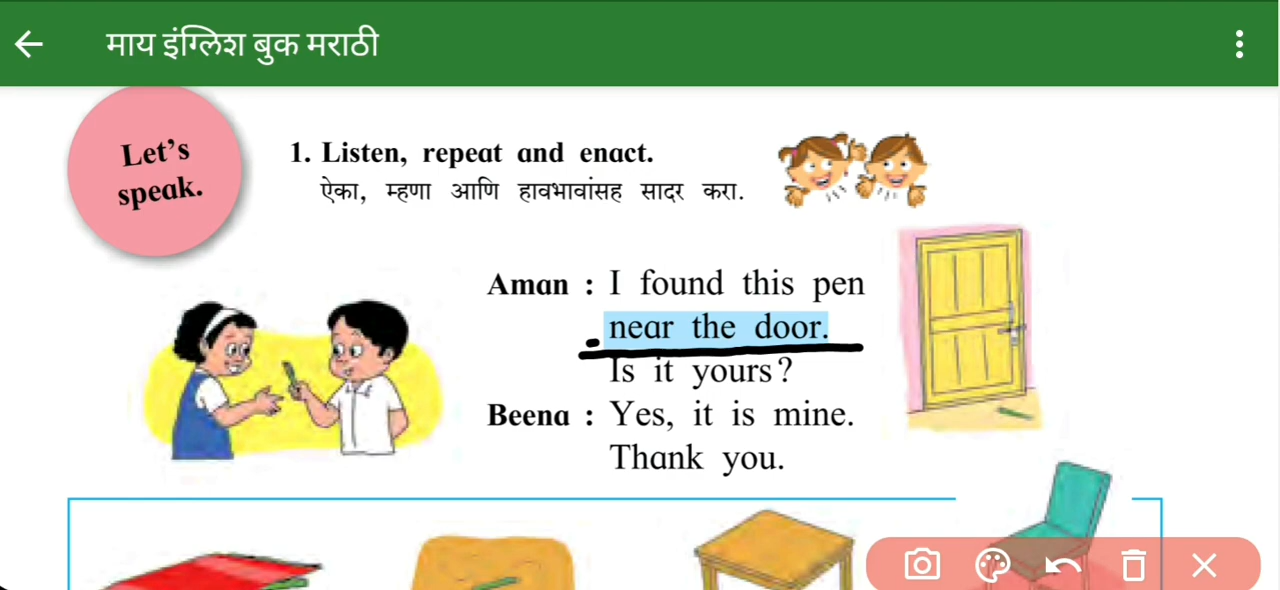 माय इंग्लिश बुक मराठी
Let's
speak.
1. Listen, repeat and enact.
ऐका, म्हणा आणि हावभावांसह सादर करा.
Aman : I found this pen
near the door.
Is it yours?
Beena : Yes, it is mine.
Thank you.